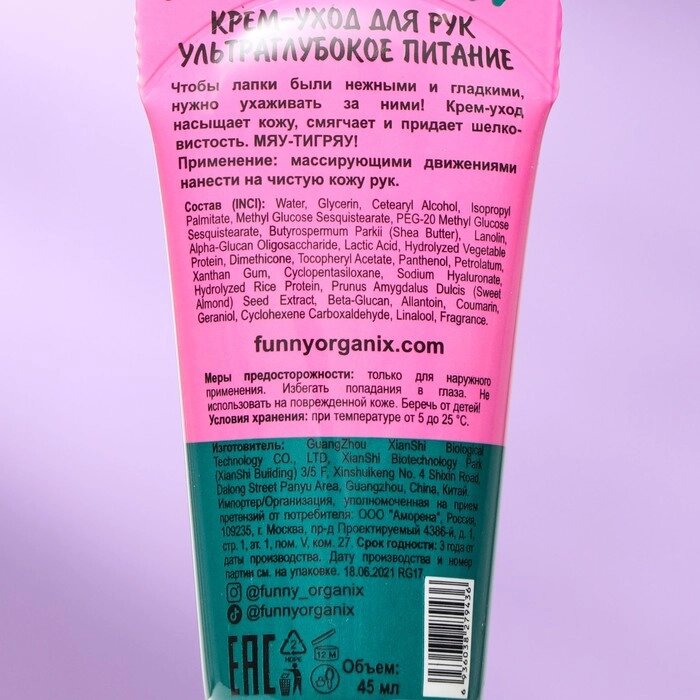 КРЕМ-УХОД ДЛЯ РУК
УЛЬТРАГЛУБОКОЕ ПИТАНИЕ
Чтобы лапки были нежными и гладкими,
нужно ухаживать за ними! Крем-уход
насыщает кожу, смягчает и придает шелко-
вистость. МЯУ-ТИГРЯУ!
Применение: массирующими движениями
нанести на чистую кожу рук.
Состав (INCI): Water, Glycerin, Cetearyl Alcohol, Isopropyl
Palmitate, Methyl Glucose Sesquistearate, PEG-20 Methyl Glucose
Sesquistearate, Butyrospermum Parkii (Shea Butter), Lanolin,
Alpha-Glucan Oligosaccharide, Lactic Acid, Hydrolyzed Vegetable
Protein, Dimethicone, Tocopheryl Acetate, Panthenol, Petrolatum,
Xanthan Gum, Cyclopentasiloxane, Sodium Hyaluronate,
Hydrolyzed Rice Protein, Prunus Amygdalus Dulcis (Sweet
Almond) Seed Extract, Beta-Glucan, Allantoin, Coumarin,
Geraniol, Cyclohexene Carboxaldehyde, Linalool, Fragrance.
funnyorganix.com
Меры предосторожности: только для наружного
применения. Избегать попадания в глаза. Не
использовать на поврежденной коже. Беречь от детей!
Условия хранения: при температуре от 5 до 25 °C.
Изготовитель: GuangZhou XianShi Biological
Technology CO., LTD, XianShi Biotechnology Park
(XianShi Building) 3/5 F, Xinshuikeng No. 4 Shixin Road,
Dalong Street Panyu Area, Guangzhou, China, Китай.
Импортер/Организация, уполномоченная на прием
претензий от потребителя: ООО "Аморена", Россия,
109235, г. Москва, пр-д Проектируемый 4386-й, д. 1,
стр. 1, эт. 1, пом. V, ком. 27. Срок годности: 3 года от
даты производства. Дату производства и номер
партии см. на упаковке. 18.06.2021 RG17
@funny_organix
@funnyorganix
EAC
2
HDPE
12 M
Объем:
45 мл
6 936038 279436